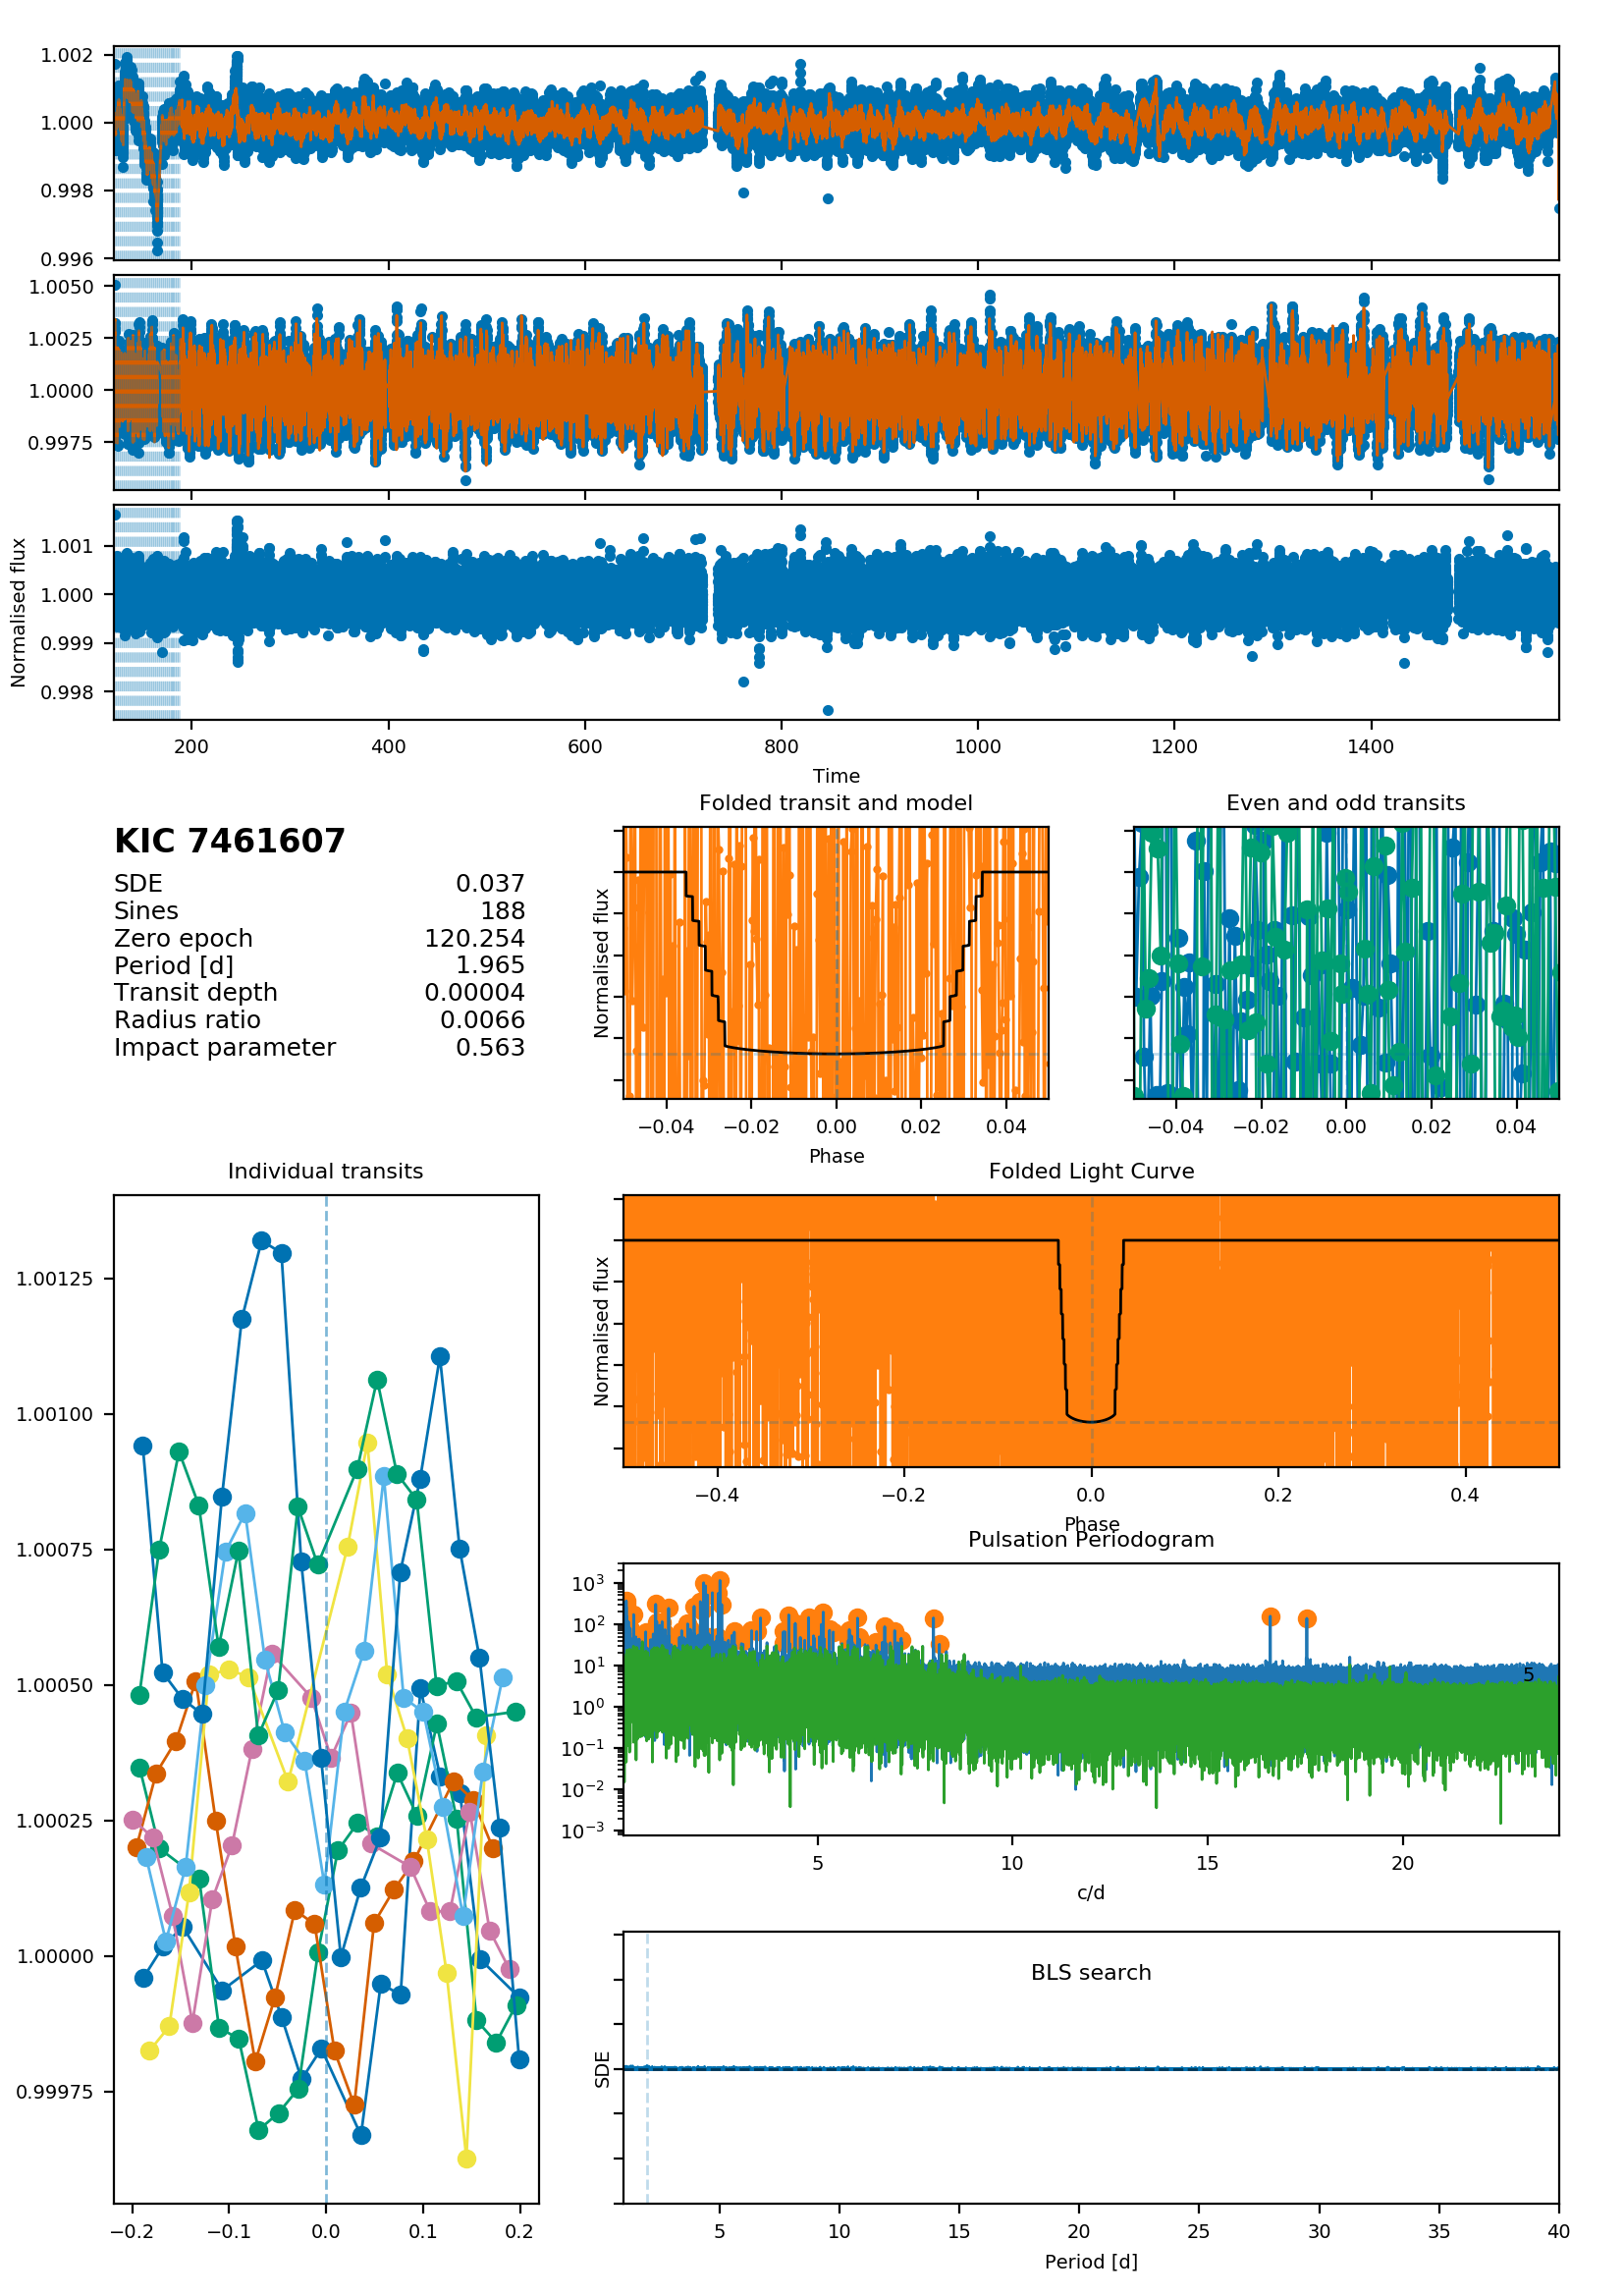 1.002
1.000
0.998
0.996
1.0050
1.0025
1.0000
0.9975
1.001
1.000
0.999
0.998
Normalised flux
200 400 600 800 1000 1200 1400
Time
KIC 7461607
SDE 0.037
Sines 188
Zero epoch 120.254
Period [d] 1.965
Transit depth 0.00004
Radius ratio 0.0066
Impact parameter 0.563
Folded transit and model
Normalised flux
−0.04 −0.02 0.00 0.02 0.04
Phase
Even and odd transits
−0.04 −0.02 0.00 0.02 0.04
Individual transits
1.00125
1.00100
1.00075
1.00050
1.00025
1.00000
0.99975
−0.2 −0.1 0.0 0.1 0.2
Folded Light Curve
Normalised flux
−0.4 −0.2 0.0 0.2 0.4
Phase
Pulsation Periodogram
10³
10²
10¹
10⁰
10⁻¹
10⁻²
10⁻³
5
5 10 15 20
c/d
BLS search
SDE
5 10 15 20 25 30 35 40
Period [d]